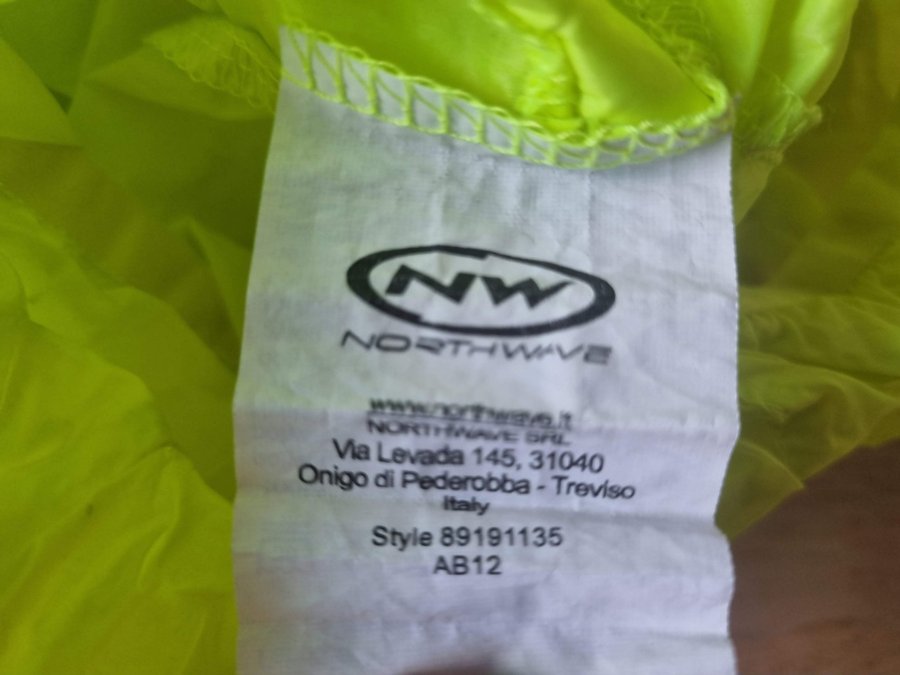 NW
NORTHWAVE
www.northwave.it
NORTHWAVE SRL
Via Levada 145, 31040
Onigo di Pederobba - Treviso
Italy
Style 89191135
AB12